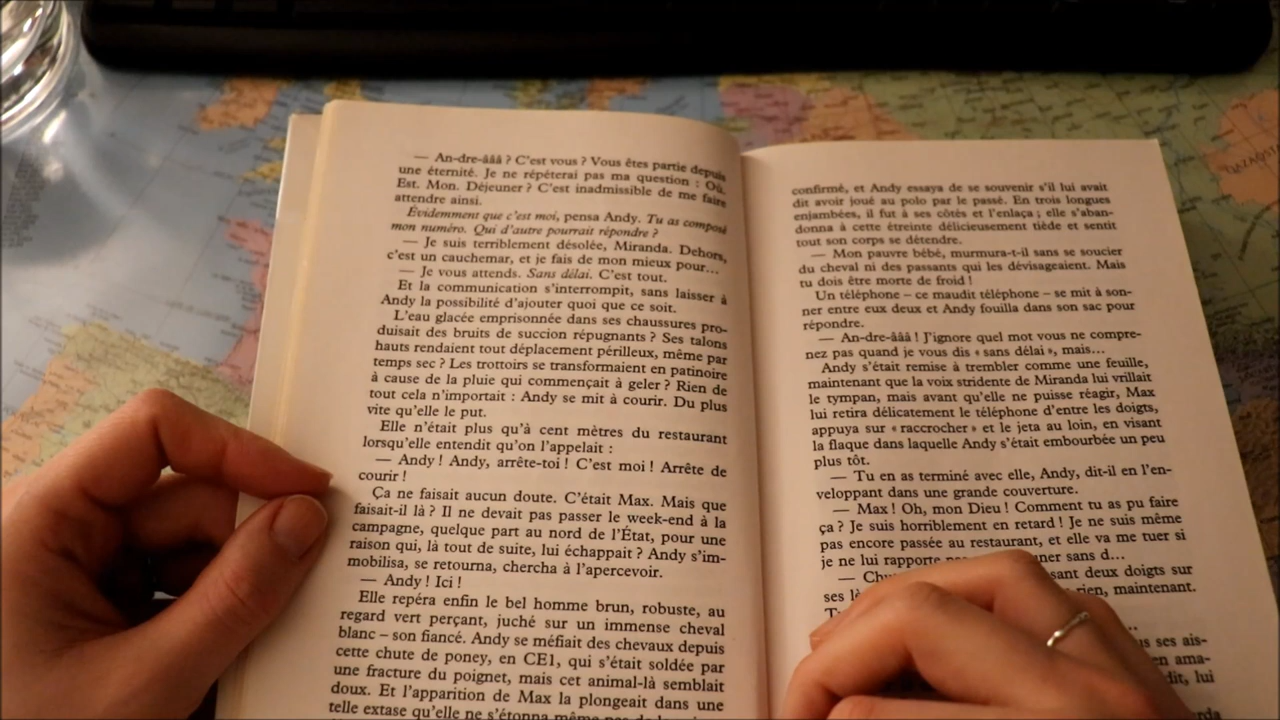 — An-dre-âââ ? C'est vous ? Vous êtes partie depuis
une éternité. Je ne répéterai pas ma question : Où.
Est. Mon. Déjeuner ? C'est inadmissible de me faire
attendre ainsi.
Évidemment que c'est moi, pensa Andy. Tu as composé
mon numéro. Qui d'autre pourrait répondre ?
— Je suis terriblement désolée, Miranda. Dehors,
c'est un cauchemar, et je fais de mon mieux pour...
— Je vous attends. Sans délai. C'est tout.
Et la communication s'interrompit, sans laisser à
Andy la possibilité d'ajouter quoi que ce soit.
L'eau glacée emprisonnée dans ses chaussures pro-
duisait des bruits de succion répugnants ? Ses talons
hauts rendaient tout déplacement périlleux, même par
temps sec ? Les trottoirs se transformaient en patinoire
à cause de la pluie qui commençait à geler ? Rien de
tout cela n'importait : Andy se mit à courir. Du plus
vite qu'elle le put.
Elle n'était plus qu'à cent mètres du restaurant
lorsqu'elle entendit qu'on l'appelait :
— Andy ! Andy, arrête-toi ! C'est moi ! Arrête de
courir !
Ça ne faisait aucun doute. C'était Max. Mais que
faisait-il là ? Il ne devait pas passer le week-end à la
campagne, quelque part au nord de l'État, pour une
raison qui, là tout de suite, lui échappait ? Andy s'im-
mobilisa, se retourna, chercha à l'apercevoir.
— Andy ! Ici !
Elle repéra enfin le bel homme brun, robuste, au
regard vert perçant, juché sur un immense cheval
blanc – son fiancé. Andy se méfiait des chevaux depuis
cette chute de poney, en CE1, qui s'était soldée par
une fracture du poignet, mais cet animal-là semblait
doux. Et l'apparition de Max la plongeait dans une
telle extase qu'elle ne s'étonna même pas de
confirmé, et Andy essaya de se souvenir s'il lui avait
dit avoir joué au polo par le passé. En trois longues
enjambées, il fut à ses côtés et l'enlaça ; elle s'aban-
donna à cette étreinte délicieusement tiède et sentit
tout son corps se détendre.
— Mon pauvre bébé, murmura-t-il sans se soucier
du cheval ni des passants qui les dévisageaient. Mais
tu dois être morte de froid !
Un téléphone – ce maudit téléphone – se mit à son-
ner entre eux deux et Andy fouilla dans son sac pour
répondre.
— An-dre-âââ ! J'ignore quel mot vous ne compre-
nez pas quand je vous dis « sans délai », mais...
Andy s'était remise à trembler comme une feuille,
maintenant que la voix stridente de Miranda lui vrillait
le tympan, mais avant qu'elle ne puisse réagir, Max
lui retira délicatement le téléphone d'entre les doigts,
appuya sur « raccrocher » et le jeta au loin, en visant
la flaque dans laquelle Andy s'était embourbée un peu
plus tôt.
— Tu en as terminé avec elle, Andy, dit-il en l'en-
veloppant dans une grande couverture.
— Max ! Oh, mon Dieu ! Comment tu as pu faire
ça ? Je suis horriblement en retard ! Je ne suis même
pas encore passée au restaurant, et elle va me tuer si
je ne lui rapporte sans d...
— deux doigts sur
ses rien, maintenant.
ses ais-
lui